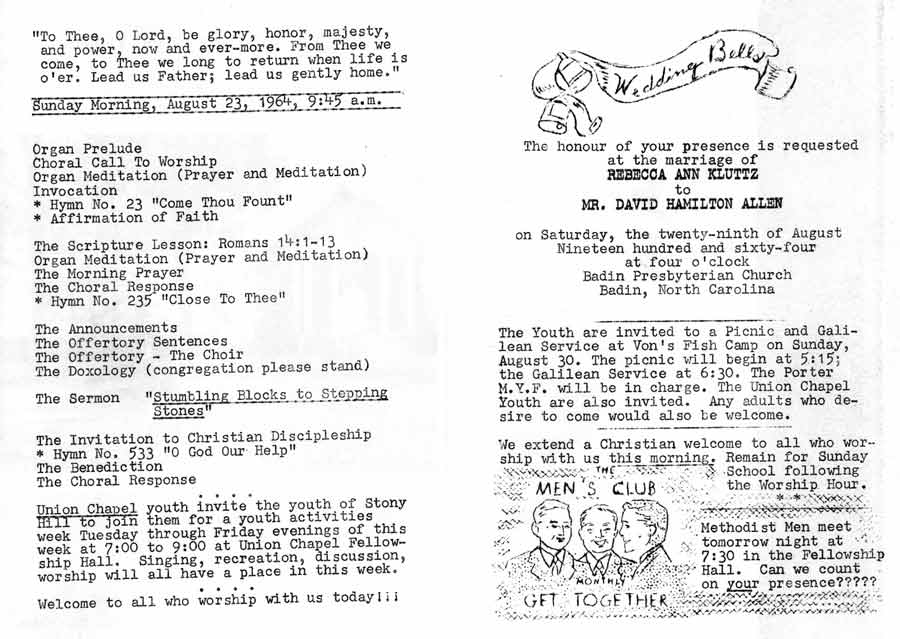 "To Thee, O Lord, be glory, honor, majesty,
and power, now and ever-more. From Thee we
come, to Thee we long to return when life is
o'er. Lead us Father; lead us gently home."
Sunday Morning, August 23, 1964, 9:45 a.m.
Organ Prelude
Choral Call To Worship
Organ Meditation (Prayer and Meditation)
Invocation
* Hymn No. 23 "Come Thou Fount"
* Affirmation of Faith
The Scripture Lesson: Romans 14:1-13
Organ Meditation (Prayer and Meditation)
The Morning Prayer
The Choral Response
* Hymn No. 235 "Close To Thee"
The Announcements
The Offertory Sentences
The Offertory - The Choir
The Doxology (congregation please stand)
The Sermon "Stumbling Blocks to Stepping
Stones"
The Invitation to Christian Discipleship
* Hymn No. 533 "O God Our Help"
The Benediction
The Choral Response
. . . .
Union Chapel youth invite the youth of Stony
Hill to join them for a youth activities
week Tuesday through Friday evenings of this
week at 7:00 to 9:00 at Union Chapel Fellow-
ship Hall. Singing, recreation, discussion,
worship will all have a place in this week.
. . . .
Welcome to all who worship with us today!!!
Wedding Bells
The honour of your presence is requested
at the marriage of
REBECCA ANN KLUTTZ
to
MR. DAVID HAMILTON ALLEN
on Saturday, the twenty-ninth of August
Nineteen hundred and sixty-four
at four o'clock
Badin Presbyterian Church
Badin, North Carolina
The Youth are invited to a Picnic and Gali-
lean Service at Von's Fish Camp on Sunday,
August 30. The picnic will begin at 5:15;
the Galilean Service at 6:30. The Porter
M.Y.F. will be in charge. The Union Chapel
Youth are also invited. Any adults who de-
sire to come would also be welcome.
We extend a Christian welcome to all who wor-
ship with us this morning. Remain for Sunday
School following
the Worship Hour.
* * *
THE
MEN'S CLUB
MONTHLY
GET TOGETHER
Methodist Men meet
tomorrow night at
7:30 in the Fellowship
Hall. Can we count
on your presence?????